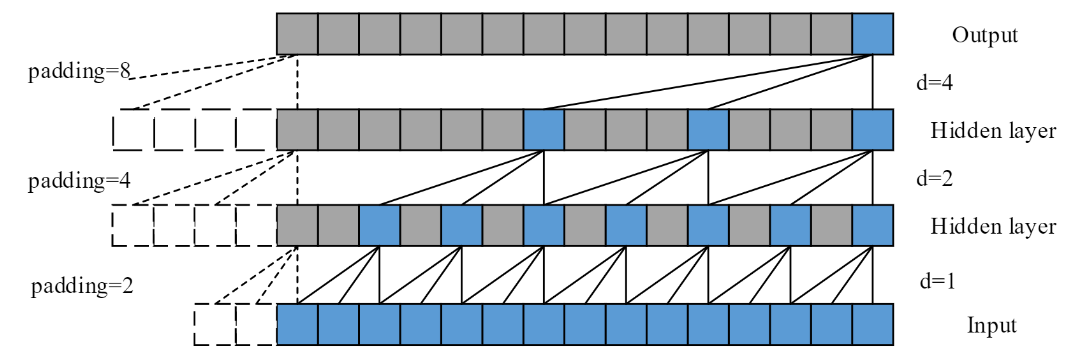 Output
padding=8
d=4
Hidden layer
padding=4
d=2
Hidden layer
padding=2
d=1
Input